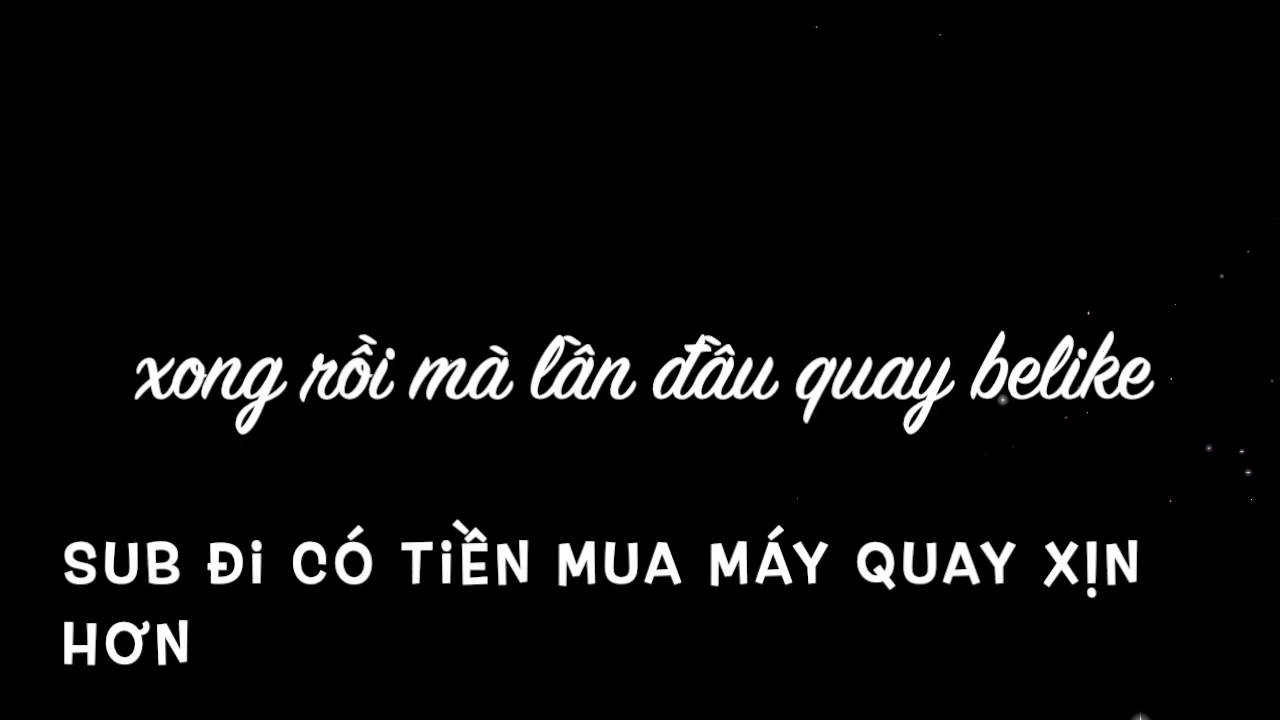 xong rồi mà lần đầu quay belike
SUB ĐI CÓ TIỀN MUA MÁY QUAY XỊN
HƠN